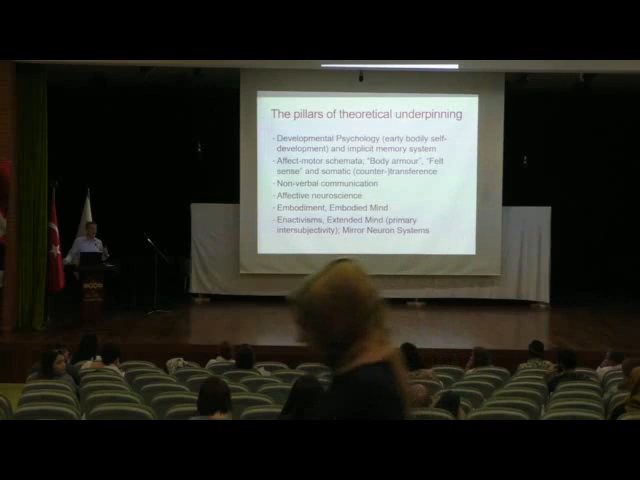 The pillars of theoretical underpinning
· Developmental Psychology (early bodily self-
development) and implicit memory system
· Affect-motor schemata; "Body armour", "Felt
sense" and somatic (counter-)transference
· Non-verbal communication
· Affective neuroscience
· Embodiment, Embodied Mind
· Enactivisms, Extended Mind (primary
intersubjectivity); Mirror Neuron Systems